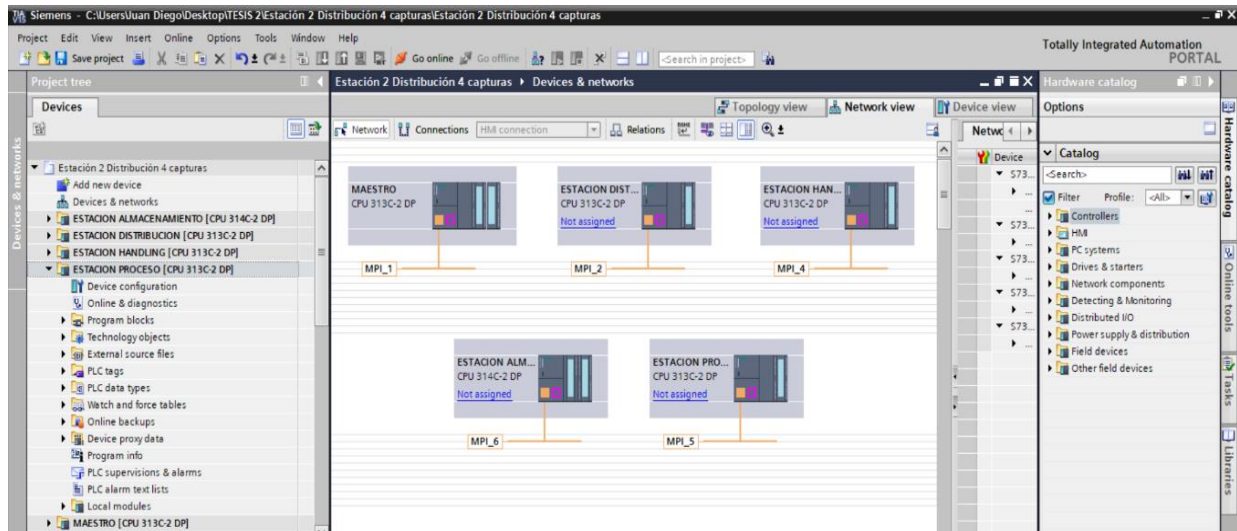 Siemens - C:\Users\Juan Diego\Desktop\TESIS 2\Estación 2 Distribución 4 capturas\Estación 2 Distribución 4 capturas
Project Edit View Insert Online Options Tools Window Help
Totally Integrated Automation
PORTAL
Save project
Go online
Go offline
<Search in project>
Project tree
Estación 2 Distribución 4 capturas
Devices & networks
Hardware catalog
Devices
Topology view
Network view
Device view
Options
Network
Connections
HMI connection
Relations
Netwo
Device
S73...
...
...
S73...
...
S73...
...
S73...
...
S73...
...
Catalog
<Search>
Filter
Profile:
<All>
Controllers
HMI
PC systems
Drives & starters
Network components
Detecting & Monitoring
Distributed I/O
Power supply & distribution
Field devices
Other field devices
Devices & networks
Estación 2 Distribución 4 capturas
Add new device
Devices & networks
ESTACION ALMACENAMIENTO [CPU 314C-2 DP]
ESTACION DISTRIBUCION [CPU 313C-2 DP]
ESTACION HANDLING [CPU 313C-2 DP]
ESTACION PROCESO [CPU 313C-2 DP]
Device configuration
Online & diagnostics
Program blocks
Technology objects
External source files
PLC tags
PLC data types
Watch and force tables
Online backups
Device proxy data
Program info
PLC supervisions & alarms
PLC alarm text lists
Local modules
MAESTRO [CPU 313C-2 DP]
MAESTRO
CPU 313C-2 DP
ESTACION DIST...
CPU 313C-2 DP
Not assigned
ESTACION HAN...
CPU 313C-2 DP
Not assigned
MPI_1
MPI_2
MPI_4
ESTACION ALM...
CPU 314C-2 DP
Not assigned
ESTACION PRO...
CPU 313C-2 DP
Not assigned
MPI_6
MPI_5
Hardware catalog
Online tools
Tasks
Libraries